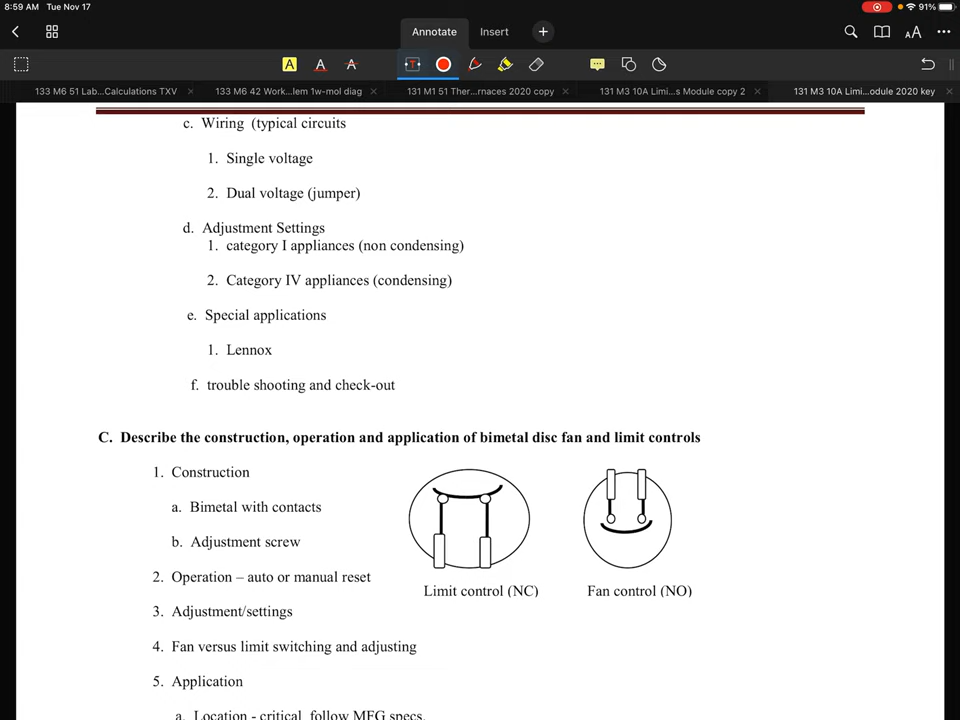 8:59 AM Tue Nov 17
91%
Annotate Insert
AA
A A A T
133 M6 51 Lab...Calculations TXV 133 M6 42 Work...lem 1w-mol diag 131 M1 51 Ther...rnaces 2020 copy 131 M3 10A Limi...s Module copy 2 131 M3 10A Limi...odule 2020 key
c. Wiring (typical circuits
1. Single voltage
2. Dual voltage (jumper)
d. Adjustment Settings
1. category I appliances (non condensing)
2. Category IV appliances (condensing)
e. Special applications
1. Lennox
f. trouble shooting and check-out
C. Describe the construction, operation and application of bimetal disc fan and limit controls
1. Construction
a. Bimetal with contacts
b. Adjustment screw
2. Operation – auto or manual reset
Limit control (NC) Fan control (NO)
3. Adjustment/settings
4. Fan versus limit switching and adjusting
5. Application
a. Location - critical, follow MFG specs.